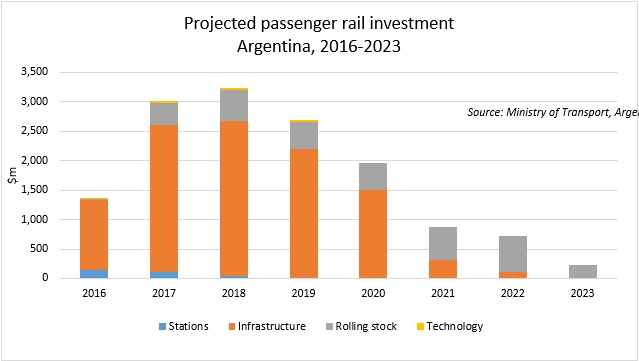 Projected passenger rail investment
Argentina, 2016-2023
3,500
3,000
2,500
2,000
1,500
1,000
500
0
$m
Source: Ministry of Transport, Arge
2016 2017 2018 2019 2020 2021 2022 2023
Stations Infrastructure Rolling stock Technology